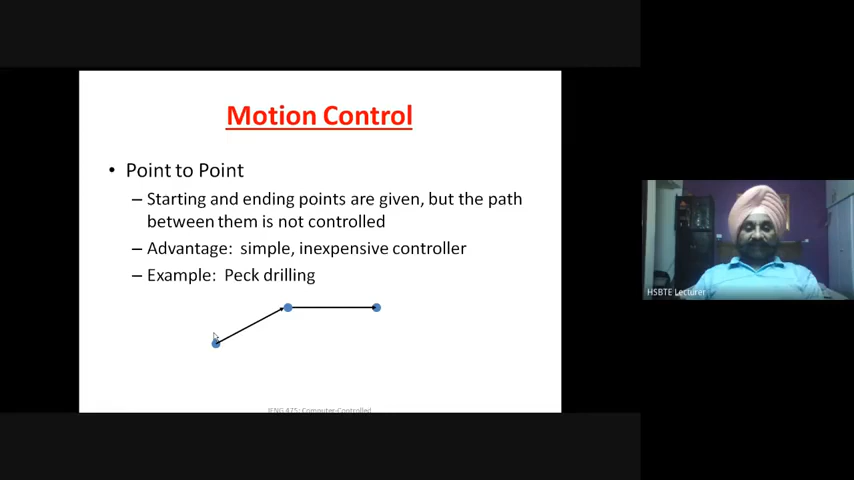 Motion Control
• Point to Point
– Starting and ending points are given, but the path
between them is not controlled
– Advantage: simple, inexpensive controller
– Example: Peck drilling
IENG 475: Computer-Controlled
HSBTE Lecturer